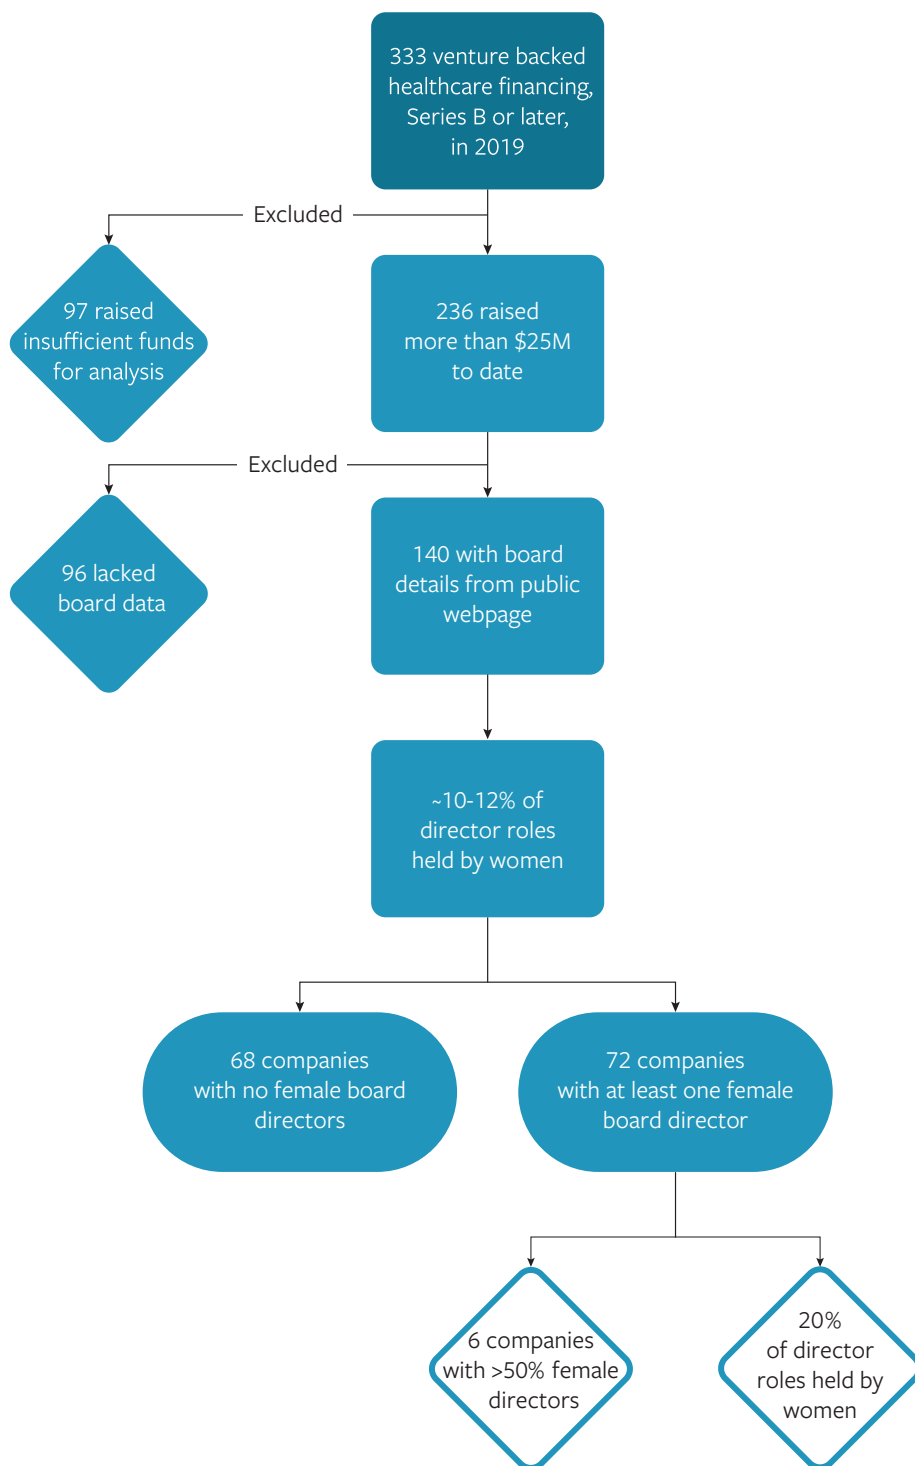 333 venture backed
healthcare financing,
Series B or later,
in 2019
Excluded
97 raised
insufficient funds
for analysis
236 raised
more than $25M
to date
Excluded
96 lacked
board data
140 with board
details from public
webpage
~10-12% of
director roles
held by women
68 companies
with no female board
directors
72 companies
with at least one female
board director
6 companies
with >50% female
directors
20%
of director
roles held by
women